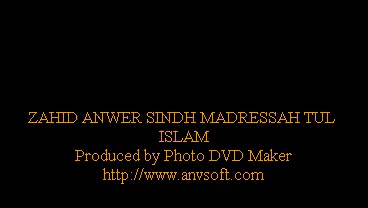 ZAHID ANWER SINDH MADRESSAH TUL
ISLAM
Produced by Photo DVD Maker
http://www.anvsoft.com